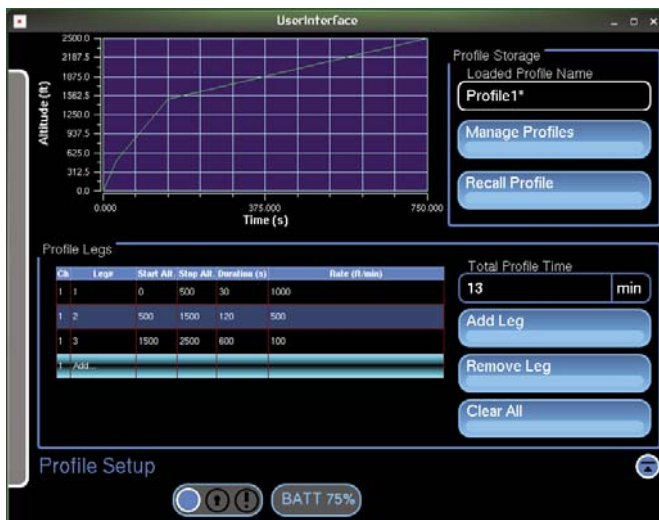 UserInterface
2500.0
2187.5
1875.0
1562.5
1250.0
937.5
625.0
312.5
0.0
Altitude (ft)
0.000 375.000 750.000
Time (s)
Profile Storage
Loaded Profile Name
Profile1*
Manage Profiles
Recall Profile
Profile Legs
Ch Leg# Start Alt. Stop Alt. Duration (s) Rate (ft/min)
1 1 0 500 30 1000
1 2 500 1500 120 500
1 3 1500 2500 600 100
1 Add...
Total Profile Time
13 min
Add Leg
Remove Leg
Clear All
Profile Setup
BATT 75%